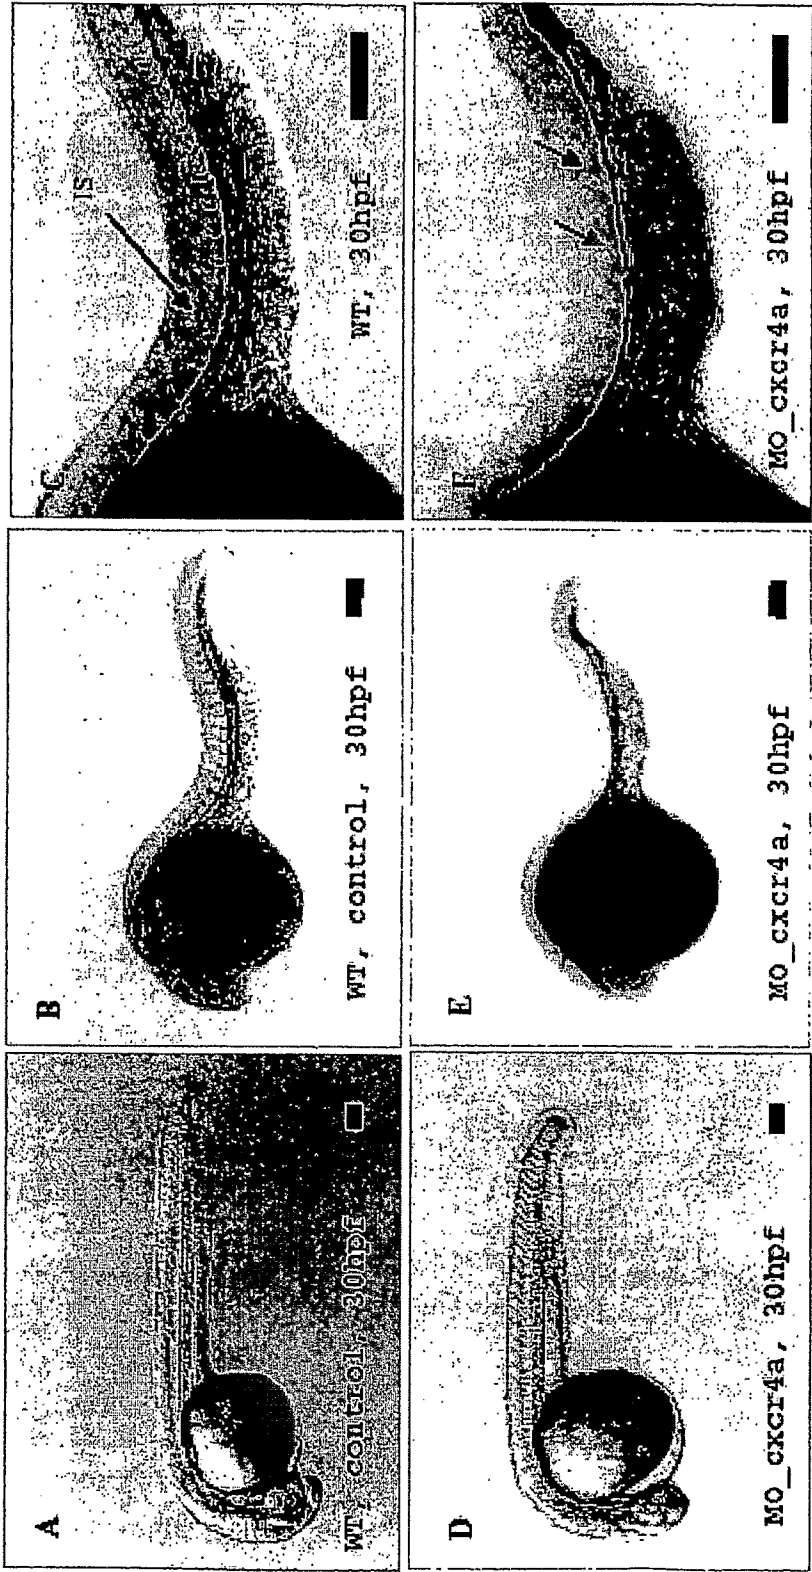 A
WT, control, 30hpf
B
WT, control, 30hpf
C
IS
WT, 30hpf
D
MO_cxcr4a, 30hpf
E
MO_cxcr4a, 30hpf
F
MO_cxcr4a, 30hpf